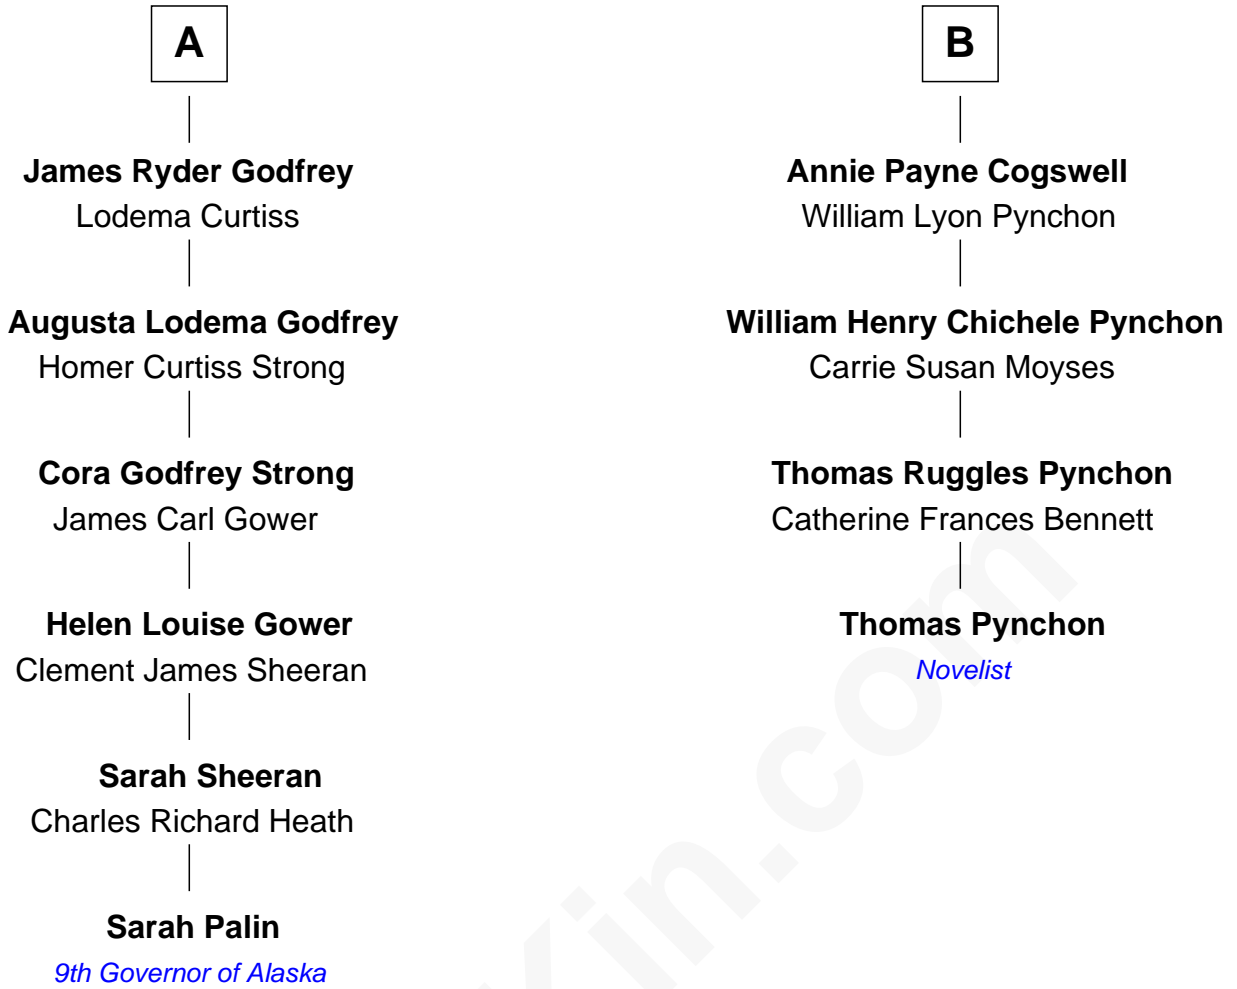 A
James Ryder Godfrey
Lodema Curtiss
Augusta Lodema Godfrey
Homer Curtiss Strong
Cora Godfrey Strong
James Carl Gower
Helen Louise Gower
Clement James Sheeran
Sarah Sheeran
Charles Richard Heath
Sarah Palin
9th Governor of Alaska
B
Annie Payne Cogswell
William Lyon Pynchon
William Henry Chichele Pynchon
Carrie Susan Moyses
Thomas Ruggles Pynchon
Catherine Frances Bennett
Thomas Pynchon
Novelist
Kin.com